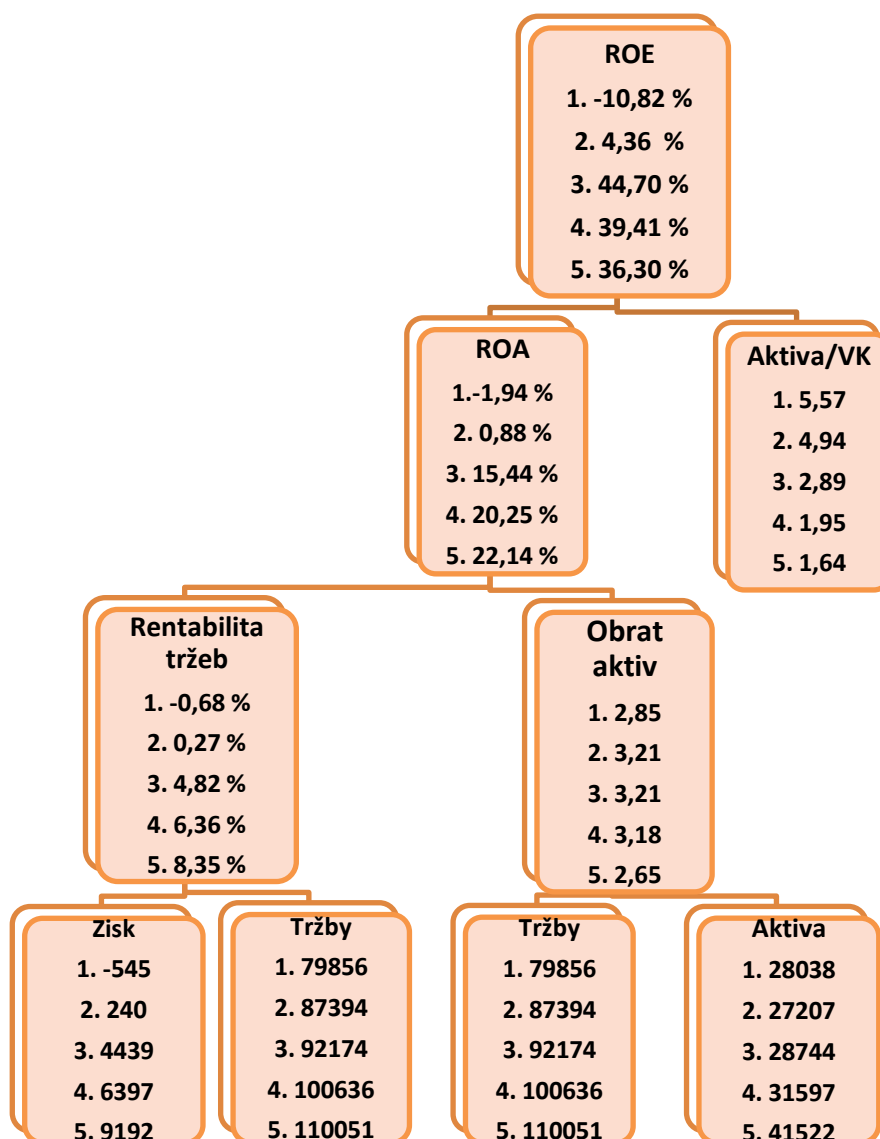 ROE
1. -10,82 %
2. 4,36 %
3. 44,70 %
4. 39,41 %
5. 36,30 %
ROA
1.-1,94 %
2. 0,88 %
3. 15,44 %
4. 20,25 %
5. 22,14 %
Aktiva/VK
1. 5,57
2. 4,94
3. 2,89
4. 1,95
5. 1,64
Rentabilita
tržeb
1. -0,68 %
2. 0,27 %
3. 4,82 %
4. 6,36 %
5. 8,35 %
Obrat
aktiv
1. 2,85
2. 3,21
3. 3,21
4. 3,18
5. 2,65
Zisk
1. -545
2. 240
3. 4439
4. 6397
5. 9192
Tržby
1. 79856
2. 87394
3. 92174
4. 100636
5. 110051
Tržby
1. 79856
2. 87394
3. 92174
4. 100636
5. 110051
Aktiva
1. 28038
2. 27207
3. 28744
4. 31597
5. 41522